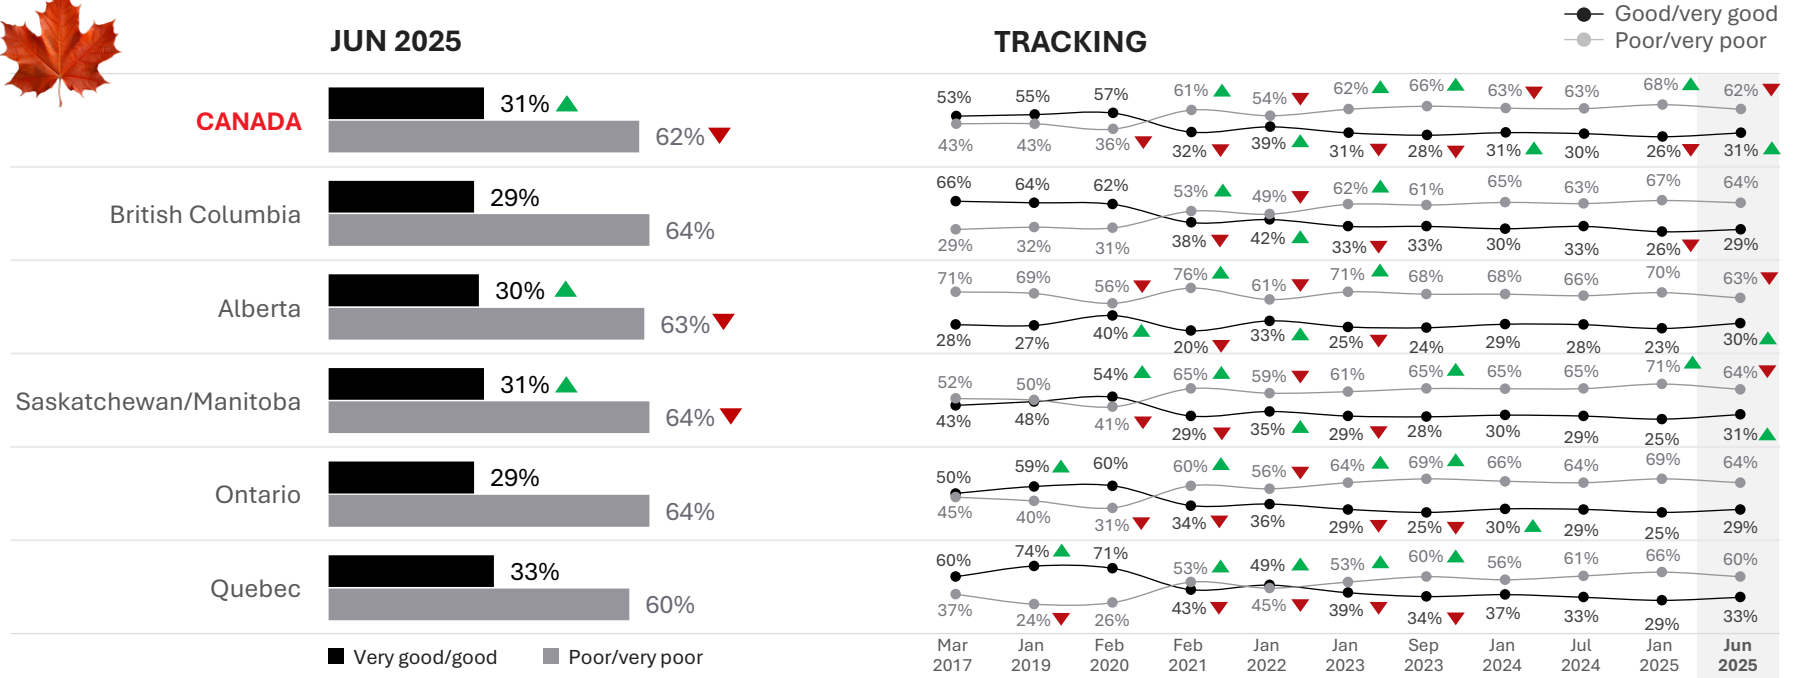 Good/very good
Poor/very poor
JUN 2025
TRACKING
CANADA
31%
62%
53% 55% 57% 61% 54% 62% 66% 63% 63% 68% 62%
43% 43% 36% 32% 39% 31% 28% 31% 30% 26% 31%
British Columbia
29%
64%
66% 64% 62% 53% 49% 62% 61% 65% 63% 67% 64%
29% 32% 31% 38% 42% 33% 33% 30% 33% 26% 29%
Alberta
30%
63%
71% 69% 56% 76% 61% 71% 68% 68% 66% 70% 63%
28% 27% 40% 20% 33% 25% 24% 29% 28% 23% 30%
Saskatchewan/Manitoba
31%
64%
52% 50% 54% 65% 59% 61% 65% 65% 65% 71% 64%
43% 48% 41% 29% 35% 29% 28% 30% 29% 25% 31%
Ontario
29%
64%
50% 59% 60% 60% 56% 64% 69% 66% 64% 69% 64%
45% 40% 31% 34% 36% 29% 25% 30% 29% 25% 29%
Quebec
33%
60%
60% 74% 71% 53% 49% 53% 60% 56% 61% 66% 60%
37% 24% 26% 43% 45% 39% 34% 37% 33% 29% 33%
Mar Jan Feb Feb Jan Jan Sep Jan Jul Jan Jun
2017 2019 2020 2021 2022 2023 2023 2024 2024 2025 2025
Very good/good Poor/very poor